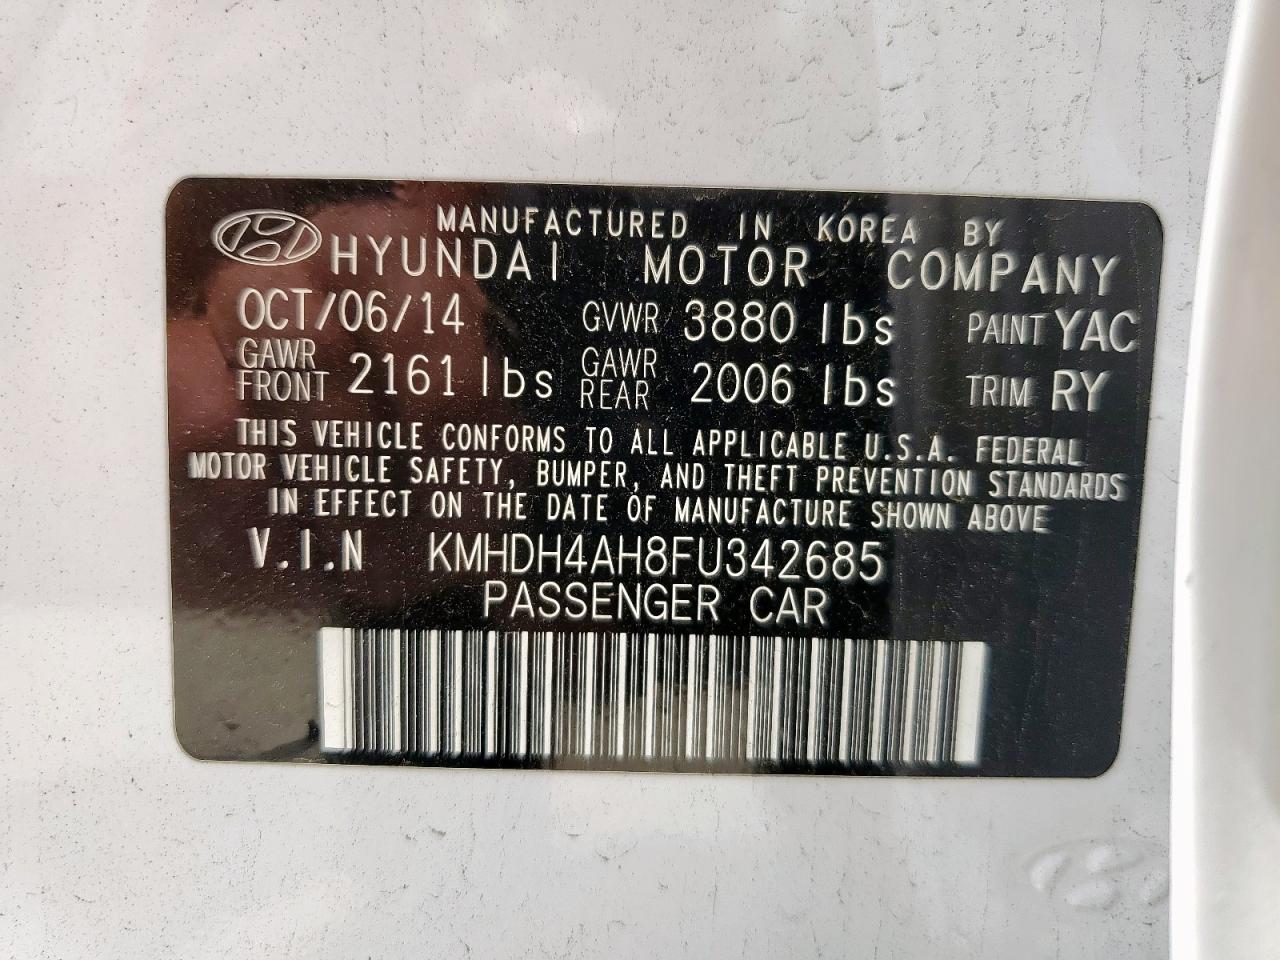 MANUFACTURED IN KOREA BY
HYUNDAI MOTOR COMPANY
OCT/06/14 GVWR 3880 lbs PAINT YAC
GAWR FRONT 2161 lbs GAWR REAR 2006 lbs TRIM RY
THIS VEHICLE CONFORMS TO ALL APPLICABLE U.S.A. FEDERAL
MOTOR VEHICLE SAFETY, BUMPER, AND THEFT PREVENTION STANDARDS
IN EFFECT ON THE DATE OF MANUFACTURE SHOWN ABOVE
V.I.N KMHDH4AH8FU342685
PASSENGER CAR